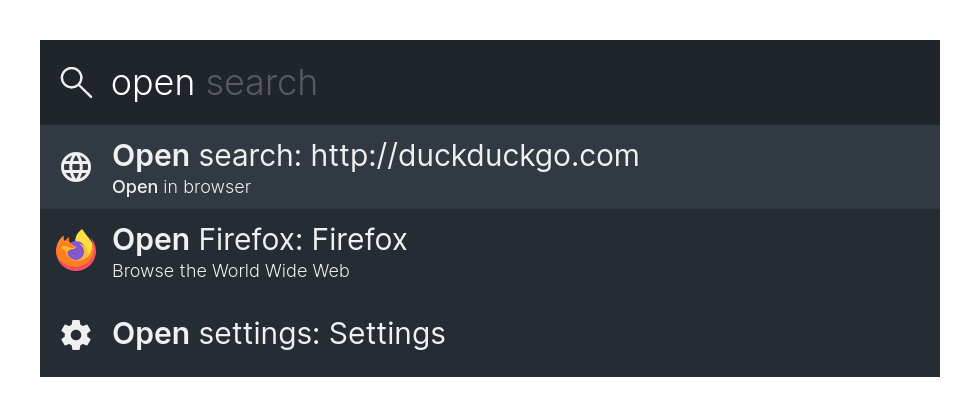 open search
Open search: http://duckduckgo.com
Open in browser
Open Firefox: Firefox
Browse the World Wide Web
Open settings: Settings